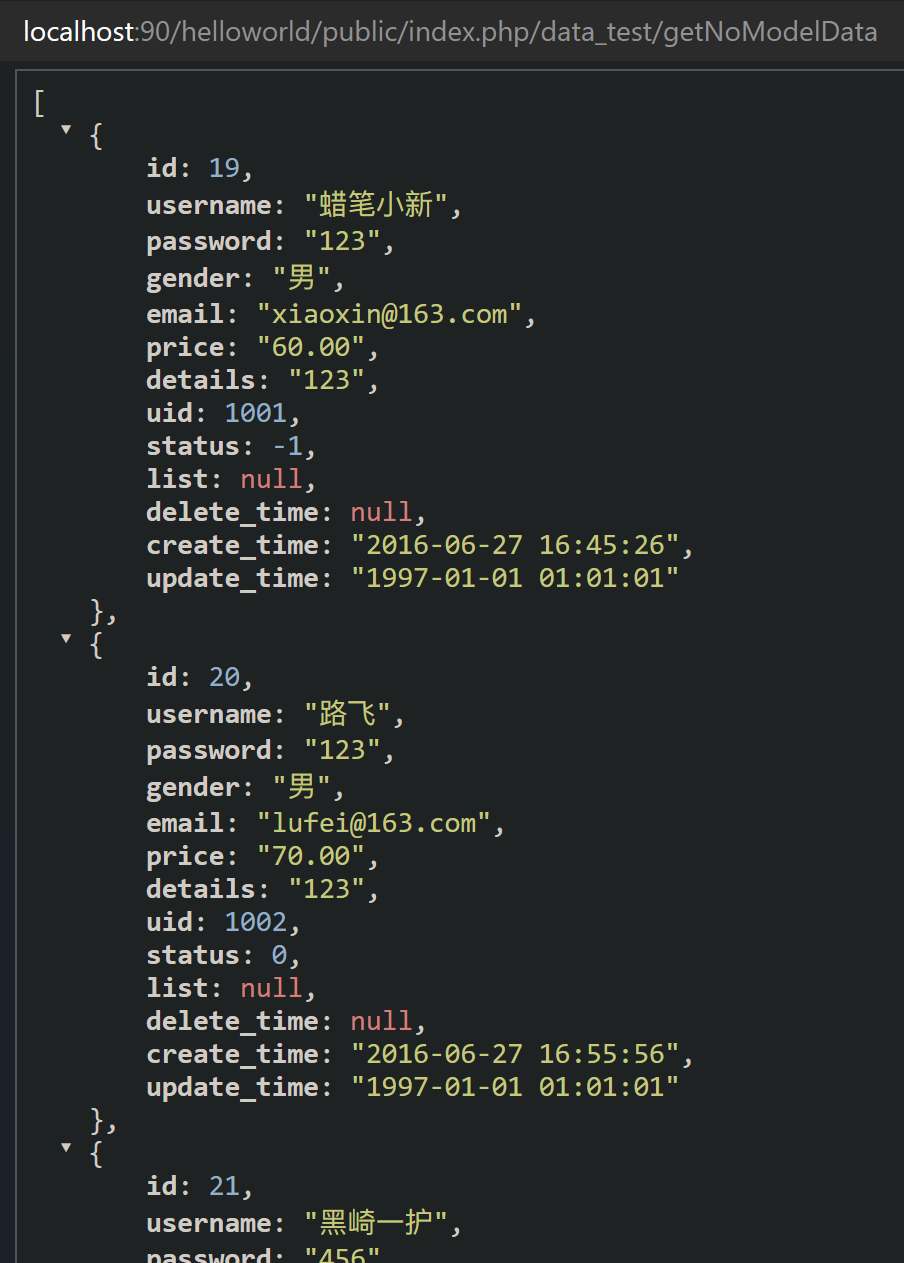 localhost:90/helloworld/public/index.php/data_test/getNoModelData
[
{
id: 19,
username: "蜡笔小新",
password: "123",
gender: "男",
email: "xiaoxin@163.com",
price: "60.00",
details: "123",
uid: 1001,
status: -1,
list: null,
delete_time: null,
create_time: "2016-06-27 16:45:26",
update_time: "1997-01-01 01:01:01"
},
{
id: 20,
username: "路飞",
password: "123",
gender: "男",
email: "lufei@163.com",
price: "70.00",
details: "123",
uid: 1002,
status: 0,
list: null,
delete_time: null,
create_time: "2016-06-27 16:55:56",
update_time: "1997-01-01 01:01:01"
},
{
id: 21,
username: "黑崎一护",
password: "456"